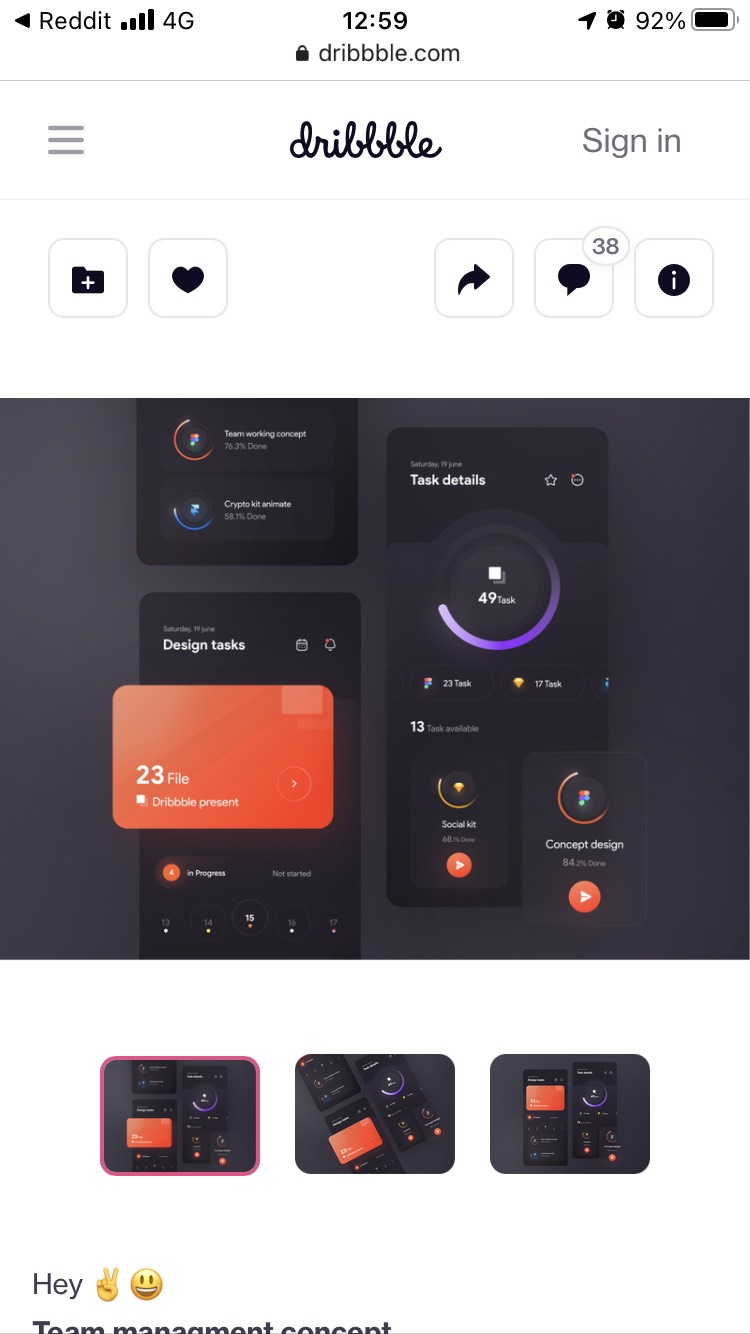 Reddit 4G 12:59 92%
dribbble.com
dribbble Sign in
38
Team working concept
76.3% Done
Crypto kit animate
58.1% Done
Saturday, 19 june
Design tasks
23 File
Dribbble present
4 in Progress Not started
13 14 15 16 17
Saturday, 19 june
Task details
49 Task
23 Task 17 Task
13 Task available
Social kit
68.1% Done
Concept design
84.2% Done
Hey ✌️😃
Team managment concept